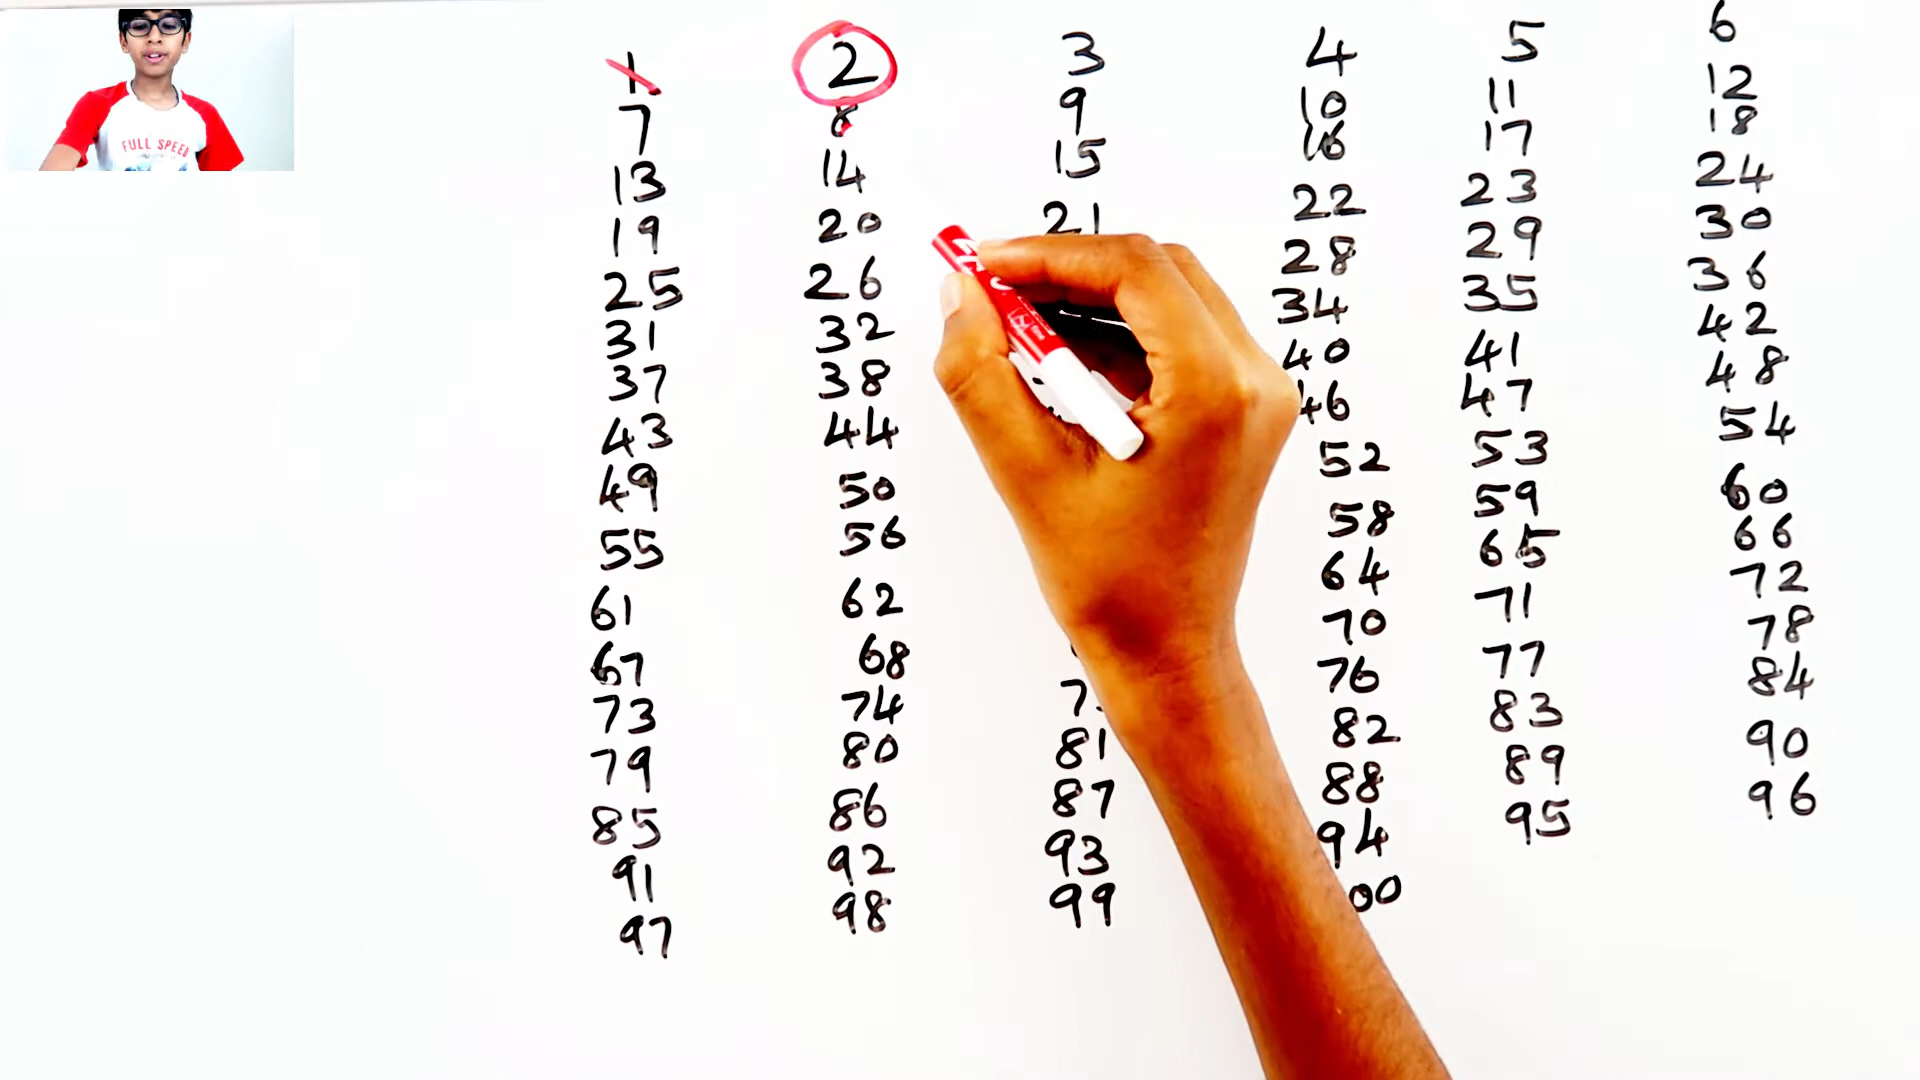 FULL SPEED
1 2 3 4 5 6
7 8 9 10 11 12
13 14 15 16 17 18
19 20 21 22 23 24
25 26 28 29 30
31 32 34 35 36
37 38 40 41 42
43 44 46 47 48
49 50 52 53 54
55 56 58 59 60
61 62 64 65 66
67 68 70 71 72
73 74 76 77 78
79 80 81 82 83 84
85 86 87 88 89 90
91 92 93 94 95 96
97 98 99 00